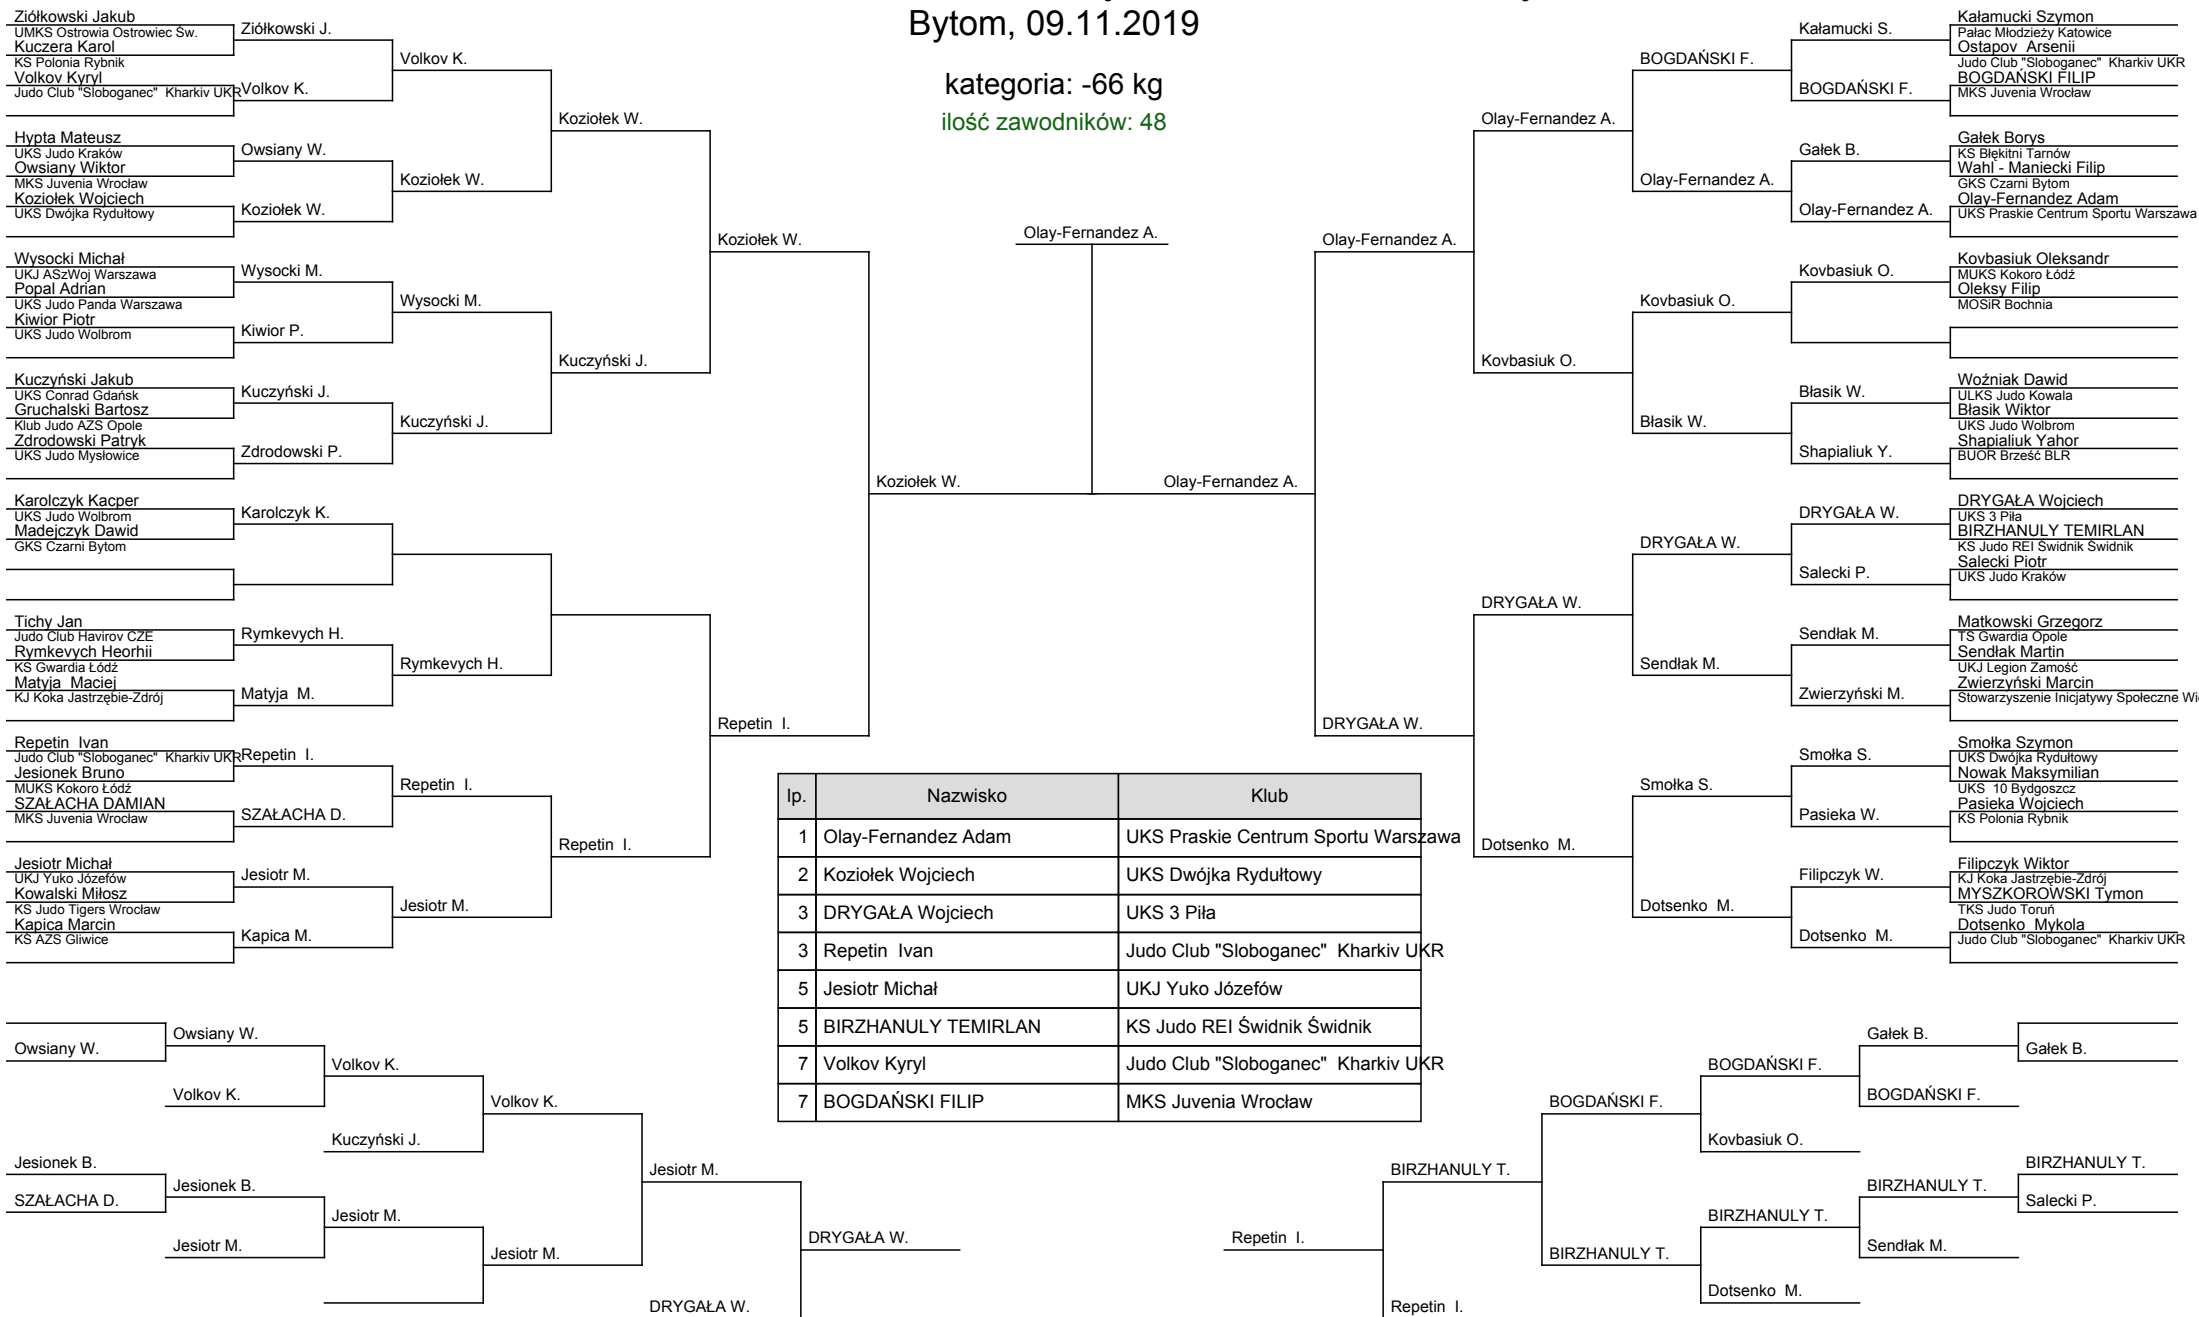 Bytom, 09.11.2019
kategoria: -66 kg
ilość zawodników: 48
Ziółkowski Jakub
UMKS Ostrovia Ostrowiec Św.
Kuczera Karol
KS Polonia Rybnik
Volkov Kyryl
Judo Club "Sloboganec"  Kharkiv UKR
Hypta Mateusz
UKS Judo Kraków
Owsiany Wiktor
MKS Juvenia Wrocław
Koziołek Wojciech
UKS Dwójka Rydułtowy
Wysocki Michał
UKJ ASzWoj Warszawa
Popal Adrian
UKS Judo Panda Warszawa
Kiwior Piotr
UKS Judo Wolbrom
Kuczyński Jakub
UKS Conrad Gdańsk
Gruchalski Bartosz
Klub Judo AZS Opole
Zdrodowski Patryk
UKS Judo Mysłowice
Karolczyk Kacper
UKS Judo Wolbrom
Madejczyk Dawid
GKS Czarni Bytom
Tichy Jan
Judo Club Havirov CZE
Rymkevych Heorhii
KS Gwardia Łódź
Matyja  Maciej
KJ Koka Jastrzębie-Zdrój
Repetin  Ivan
Judo Club "Sloboganec"  Kharkiv UKR
Jesionek Bruno
MUKS Kokoro Łódź
SZAŁACHA DAMIAN
MKS Juvenia Wrocław
Jesiotr Michał
UKJ Yuko Józefów
Kowalski Miłosz
KS Judo Tigers Wrocław
Kapica Marcin
KS AZS Gliwice
Ziółkowski J.
Volkov K.
Owsiany W.
Koziołek W.
Wysocki M.
Kiwior P.
Kuczyński J.
Zdrodowski P.
Karolczyk K.
Rymkevych H.
Matyja  M.
Repetin  I.
SZAŁACHA D.
Jesiotr M.
Kapica M.
Volkov K.
Koziołek W.
Wysocki M.
Kuczyński J.
Rymkevych H.
Repetin  I.
Jesiotr M.
Koziołek W.
Kuczyński J.
Repetin  I.
Koziołek W.
Repetin  I.
Koziołek W.
Olay-Fernandez A.
Olay-Fernandez A.
Olay-Fernandez A.
DRYGAŁA W.
Olay-Fernandez A.
Kovbasiuk O.
DRYGAŁA W.
Dotsenko  M.
BOGDAŃSKI F.
Olay-Fernandez A.
Kovbasiuk O.
Błasik W.
DRYGAŁA W.
Sendłak M.
Smołka S.
Dotsenko  M.
Kałamucki S.
BOGDAŃSKI F.
Gałek B.
Olay-Fernandez A.
Kovbasiuk O.
Błasik W.
Shapialiuk Y.
DRYGAŁA W.
Salecki P.
Sendłak M.
Zwierzyński M.
Smołka S.
Pasieka W.
Filipczyk W.
Dotsenko  M.
Kałamucki Szymon
Pałac Młodzieży Katowice
Ostapov  Arsenii
Judo Club "Sloboganec"  Kharkiv UKR
BOGDAŃSKI FILIP
MKS Juvenia Wrocław
Gałek Borys
KS Błękitni Tarnów
Wahl - Maniecki Filip
GKS Czarni Bytom
Olay-Fernandez Adam
UKS Praskie Centrum Sportu Warszawa
Kovbasiuk Oleksandr
MUKS Kokoro Łódź
Oleksy Filip
MOSiR Bochnia
Woźniak Dawid
ULKS Judo Kowala
Błasik Wiktor
UKS Judo Wolbrom
Shapialiuk Yahor
BUOR Brześć BLR
DRYGAŁA Wojciech
UKS 3 Piła
BIRZHANULY TEMIRLAN
KS Judo REI Świdnik Świdnik
Salecki Piotr
UKS Judo Kraków
Matkowski Grzegorz
TS Gwardia Opole
Sendłak Martin
UKJ Legion Zamość
Zwierzyński Marcin
Stowarzyszenie Inicjatywy Społeczne
Smołka Szymon
UKS Dwójka Rydułtowy
Nowak Maksymilian
UKS  10 Bydgoszcz
Pasieka Wojciech
KS Polonia Rybnik
Filipczyk Wiktor
KJ Koka Jastrzębie-Zdrój
MYSZKOROWSKI Tymon
TKS Judo Toruń
Dotsenko  Mykola
Judo Club "Sloboganec"  Kharkiv UKR
lp. Nazwisko Klub
1 Olay-Fernandez Adam UKS Praskie Centrum Sportu Warszawa
2 Koziołek Wojciech UKS Dwójka Rydułtowy
3 DRYGAŁA Wojciech UKS 3 Piła
3 Repetin  Ivan Judo Club "Sloboganec"  Kharkiv UKR
5 Jesiotr Michał UKJ Yuko Józefów
5 BIRZHANULY TEMIRLAN KS Judo REI Świdnik Świdnik
7 Volkov Kyryl Judo Club "Sloboganec"  Kharkiv UKR
7 BOGDAŃSKI FILIP MKS Juvenia Wrocław
Owsiany W.
Jesionek B.
SZAŁACHA D.
Owsiany W.
Volkov K.
Jesionek B.
Jesiotr M.
Volkov K.
Kuczyński J.
Jesiotr M.
Volkov K.
Jesiotr M.
Jesiotr M.
DRYGAŁA W.
DRYGAŁA W.
Repetin  I.
BIRZHANULY T.
Repetin  I.
BOGDAŃSKI F.
BIRZHANULY T.
BOGDAŃSKI F.
Kovbasiuk O.
BIRZHANULY T.
Dotsenko  M.
Gałek B.
BOGDAŃSKI F.
BIRZHANULY T.
Sendłak M.
Gałek B.
BIRZHANULY T.
Salecki P.